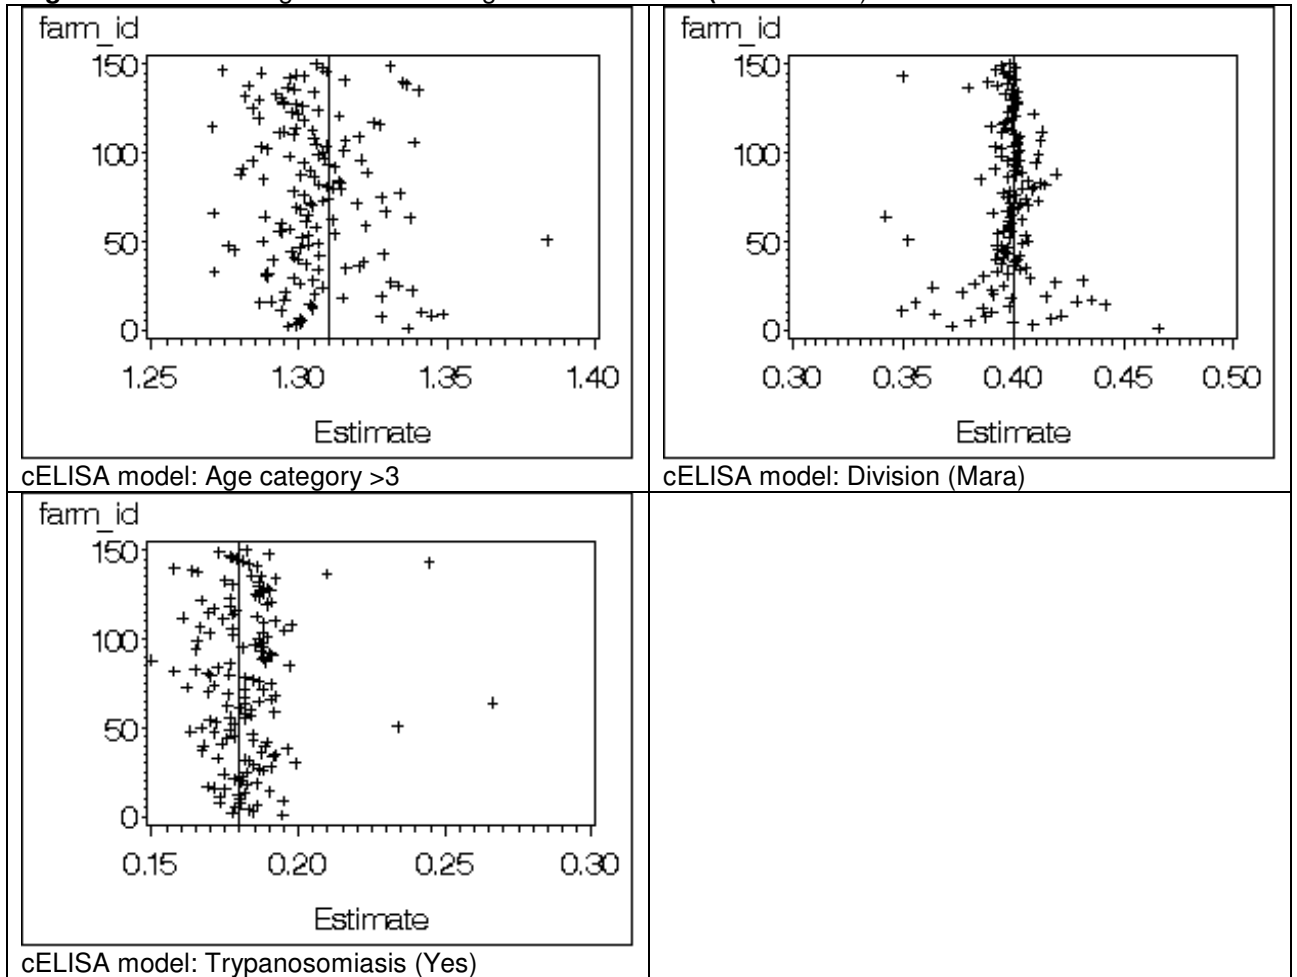 farm_id
150
100
50
0
1.25 1.30 1.35 1.40
Estimate
cELISA model: Age category >3
farm_id
150
100
50
0
0.30 0.35 0.40 0.45 0.50
Estimate
cELISA model: Division (Mara)
farm_id
150
100
50
0
0.15 0.20 0.25 0.30
Estimate
cELISA model: Trypanosomiasis (Yes)